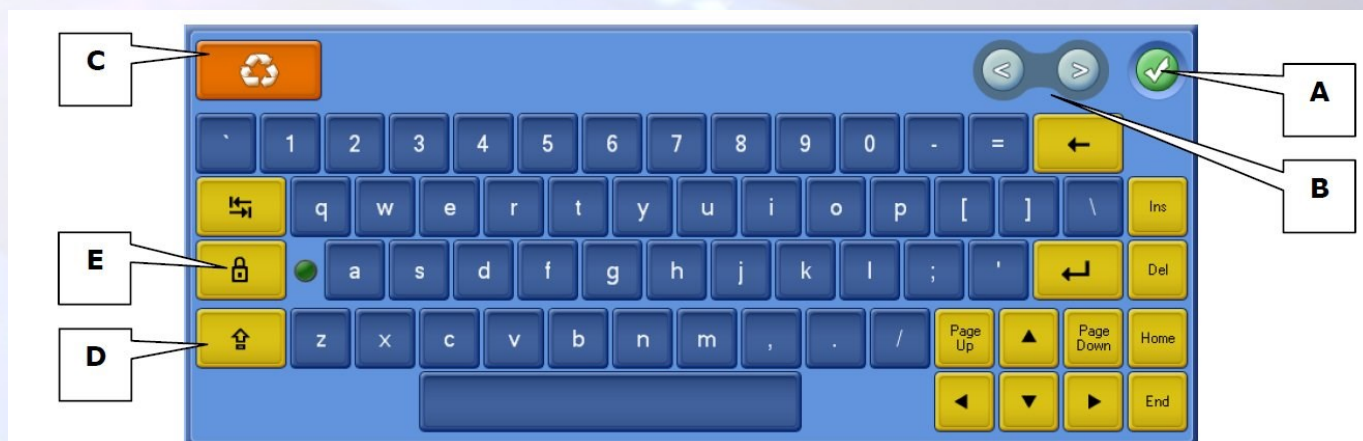 C
< >
A
` 1 2 3 4 5 6 7 8 9 0 - = ←
B
q w e r t y u i o p [ ] \ Ins
E
a s d f g h j k l ; ' Del
D
z x c v b n m , . / Page Up ▲ Page Down Home
◄ ▼ ► End